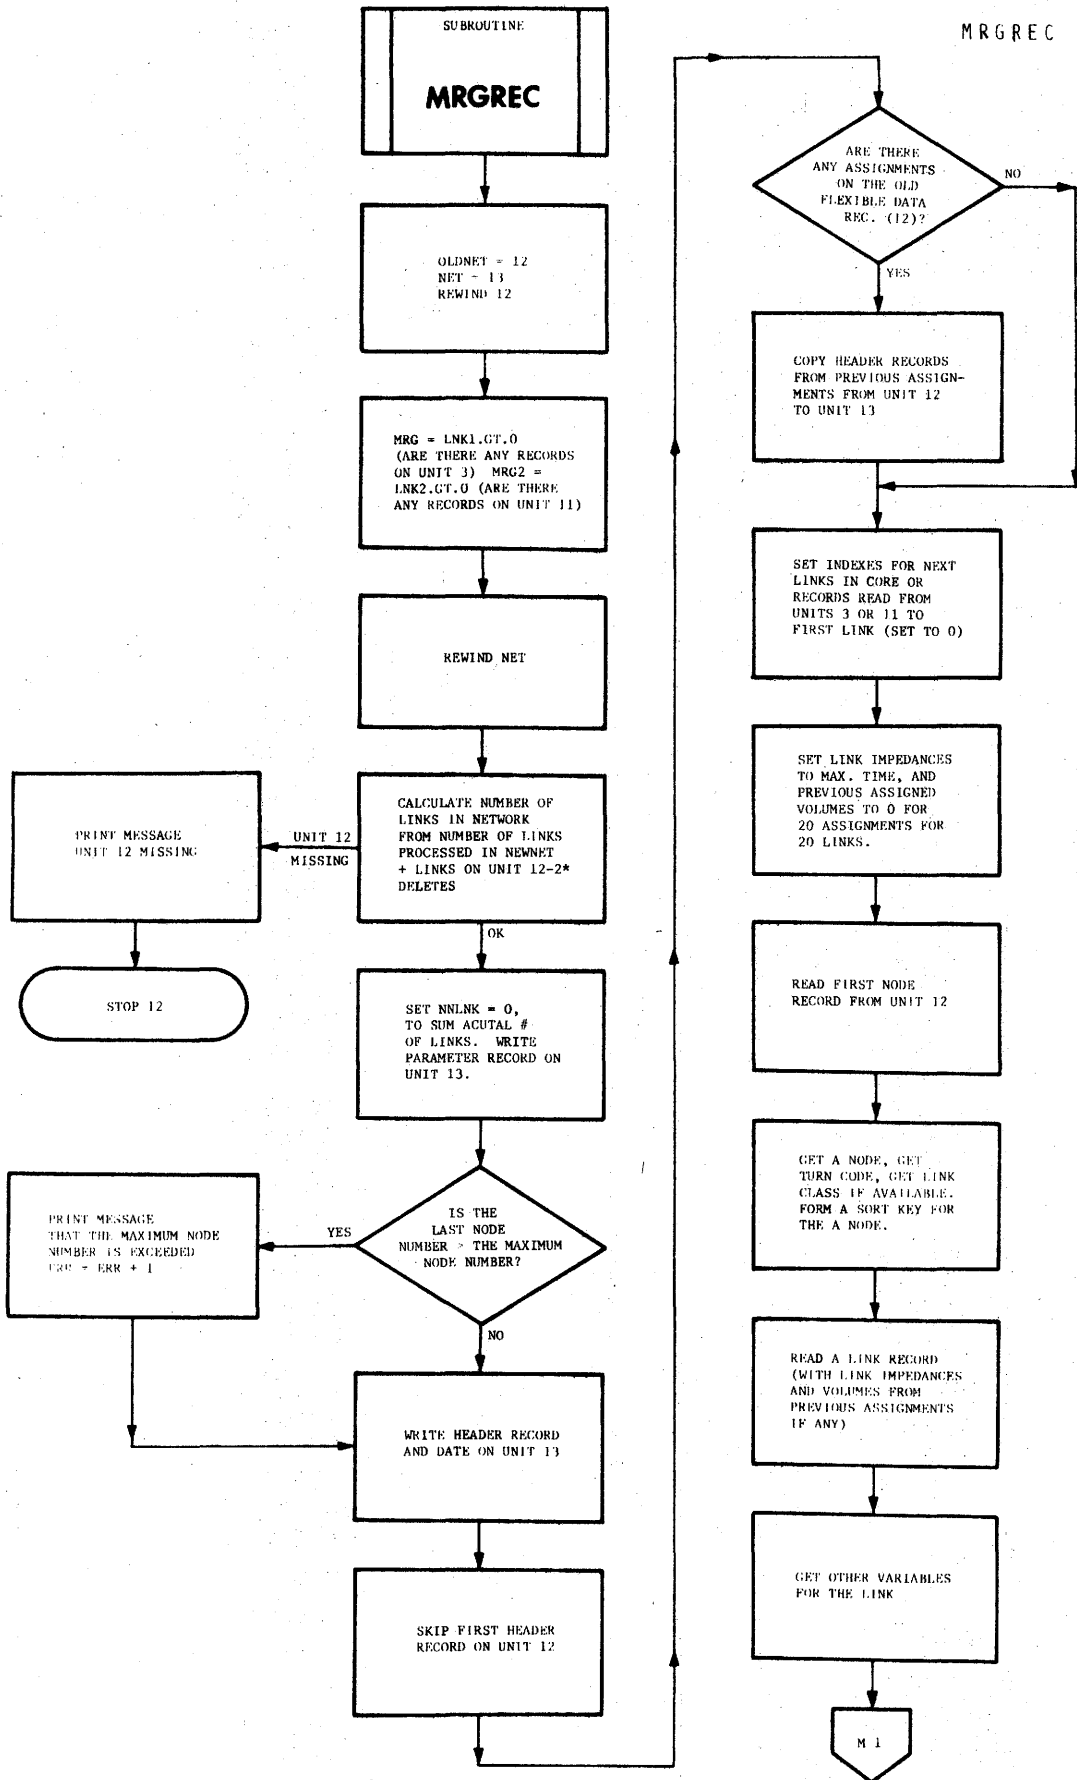 MRGREC
SUBROUTINE
MRGREC
OLDNET = 12
NET = 13
REWIND 12
MRG = LNK1.GT.0
(ARE THERE ANY RECORDS
ON UNIT 3) MRG2 =
LNK2.GT.0 (ARE THERE
ANY RECORDS ON UNIT 11)
REWIND NET
CALCULATE NUMBER OF
LINKS IN NETWORK
FROM NUMBER OF LINKS
PROCESSED IN NEWNET
+ LINKS ON UNIT 12-2*
DELETES
UNIT 12
MISSING
PRINT MESSAGE
UNIT 12 MISSING
STOP 12
OK
SET NNLNK = 0,
TO SUM ACUTAL #
OF LINKS. WRITE
PARAMETER RECORD ON
UNIT 13.
IS THE
LAST NODE
NUMBER > THE MAXIMUM
NODE NUMBER?
YES
PRINT MESSAGE
THAT THE MAXIMUM NODE
NUMBER IS EXCEEDED
ERR = ERR + 1
NO
WRITE HEADER RECORD
AND DATE ON UNIT 13
SKIP FIRST HEADER
RECORD ON UNIT 12
ARE THERE
ANY ASSIGNMENTS
ON THE OLD
FLEXIBLE DATA
REC. (12)?
NO
YES
COPY HEADER RECORDS
FROM PREVIOUS ASSIGN-
MENTS FROM UNIT 12
TO UNIT 13
SET INDEXES FOR NEXT
LINKS IN CORE OR
RECORDS READ FROM
UNITS 3 OR 11 TO
FIRST LINK (SET TO 0)
SET LINK IMPEDANCES
TO MAX. TIME, AND
PREVIOUS ASSIGNED
VOLUMES TO 0 FOR
20 ASSIGNMENTS FOR
20 LINKS.
READ FIRST NODE
RECORD FROM UNIT 12
GET A NODE, GET
TURN CODE, GET LINK
CLASS IF AVAILABLE.
FORM A SORT KEY FOR
THE A NODE.
READ A LINK RECORD
(WITH LINK IMPEDANCES
AND VOLUMES FROM
PREVIOUS ASSIGNMENTS
IF ANY)
GET OTHER VARIABLES
FOR THE LINK
M 1